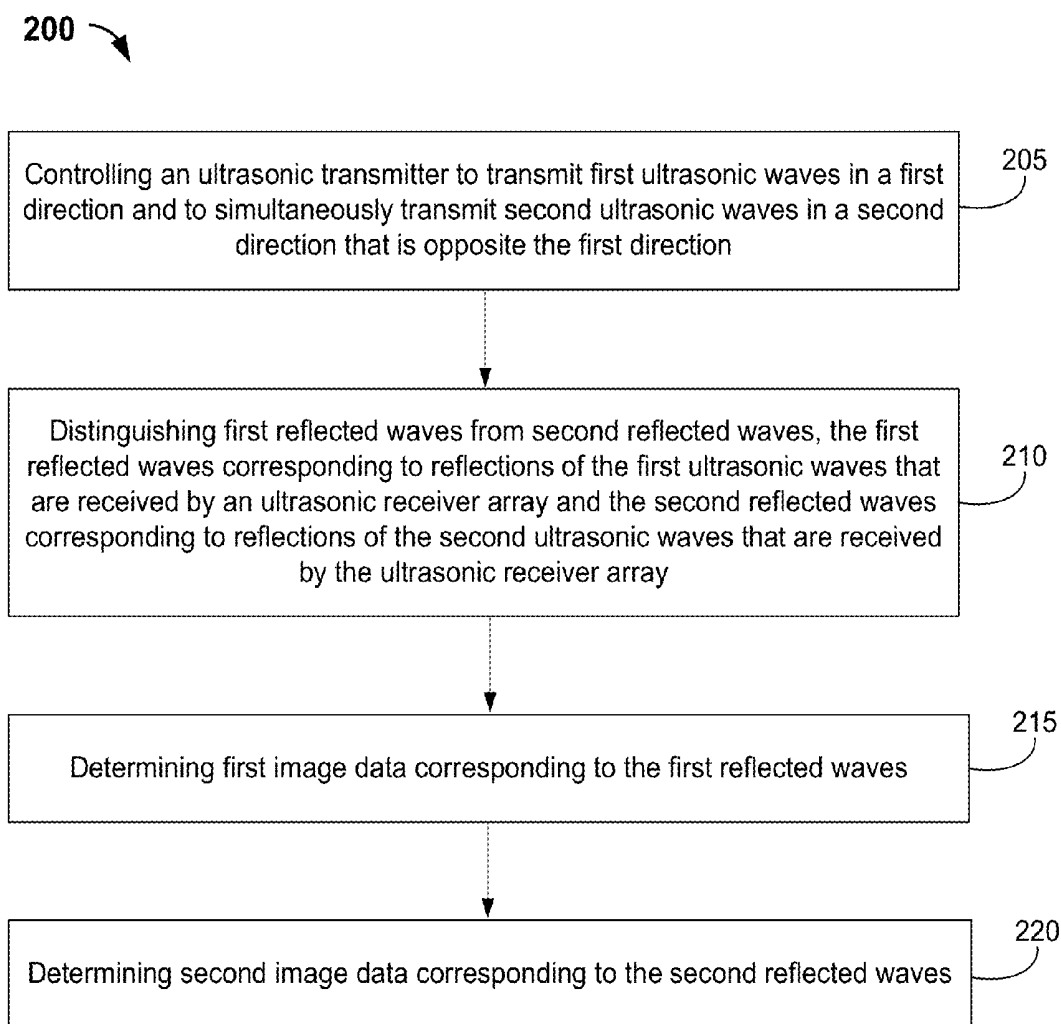 200
Controlling an ultrasonic transmitter to transmit first ultrasonic waves in a first
direction and to simultaneously transmit second ultrasonic waves in a second
direction that is opposite the first direction
205
Distinguishing first reflected waves from second reflected waves, the first
reflected waves corresponding to reflections of the first ultrasonic waves that
are received by an ultrasonic receiver array and the second reflected waves
corresponding to reflections of the second ultrasonic waves that are received
by the ultrasonic receiver array
210
Determining first image data corresponding to the first reflected waves
215
Determining second image data corresponding to the second reflected waves
220